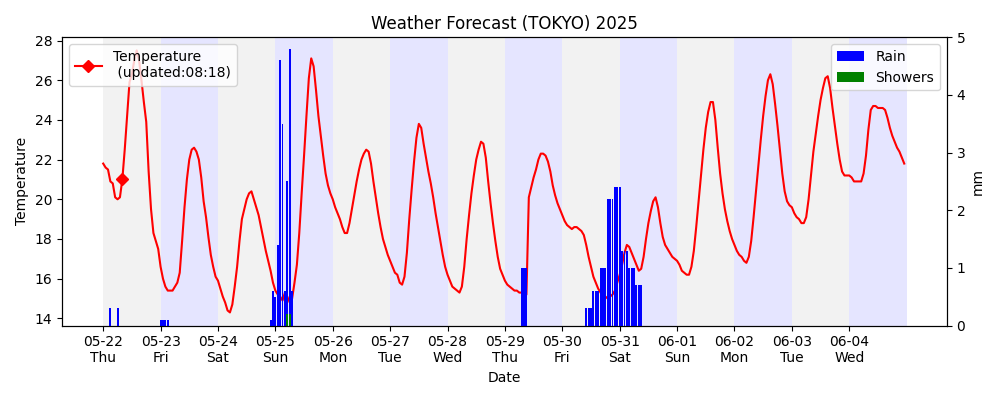 Weather Forecast (TOKYO) 2025
Temperature
(updated:08:18)
Rain
Showers
28
26
24
22
20
18
16
14
Temperature
5
4
3
2
1
0
mm
05-22 05-23 05-24 05-25 05-26 05-27 05-28 05-29 05-30 05-31 06-01 06-02 06-03 06-04
Thu Fri Sat Sun Mon Tue Wed Thu Fri Sat Sun Mon Tue Wed
Date